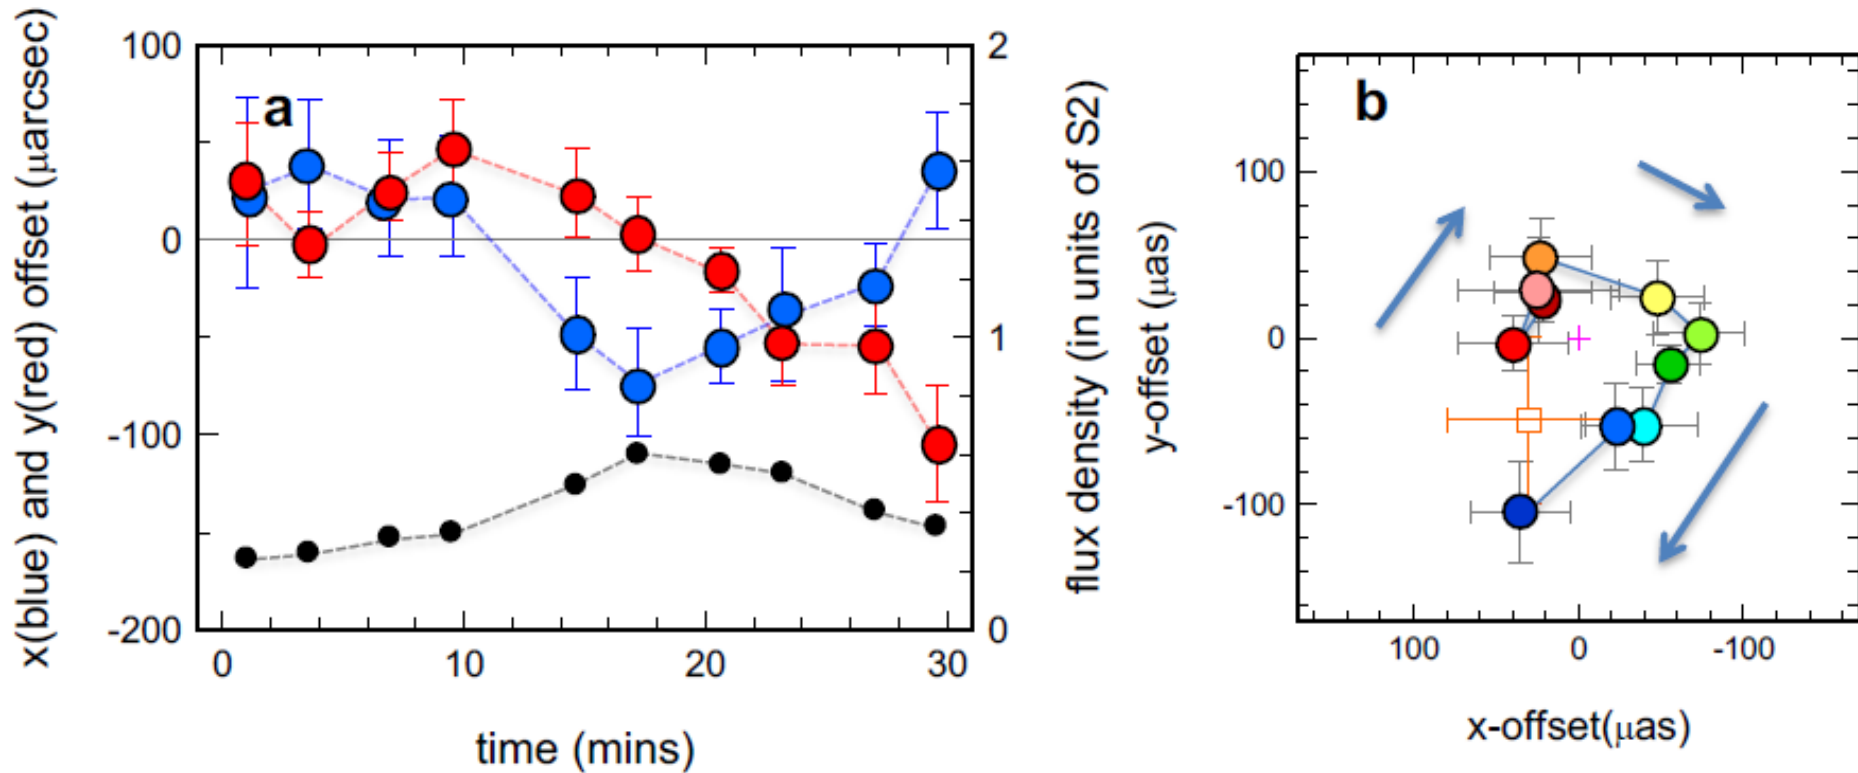 x(blue) and y(red) offset (μarcsec)
100
0
-100
-200
a
2
1
0
flux density (in units of S2)
0
10
20
30
time (mins)
y-offset (μas)
100
0
-100
b
100
0
-100
x-offset(μas)